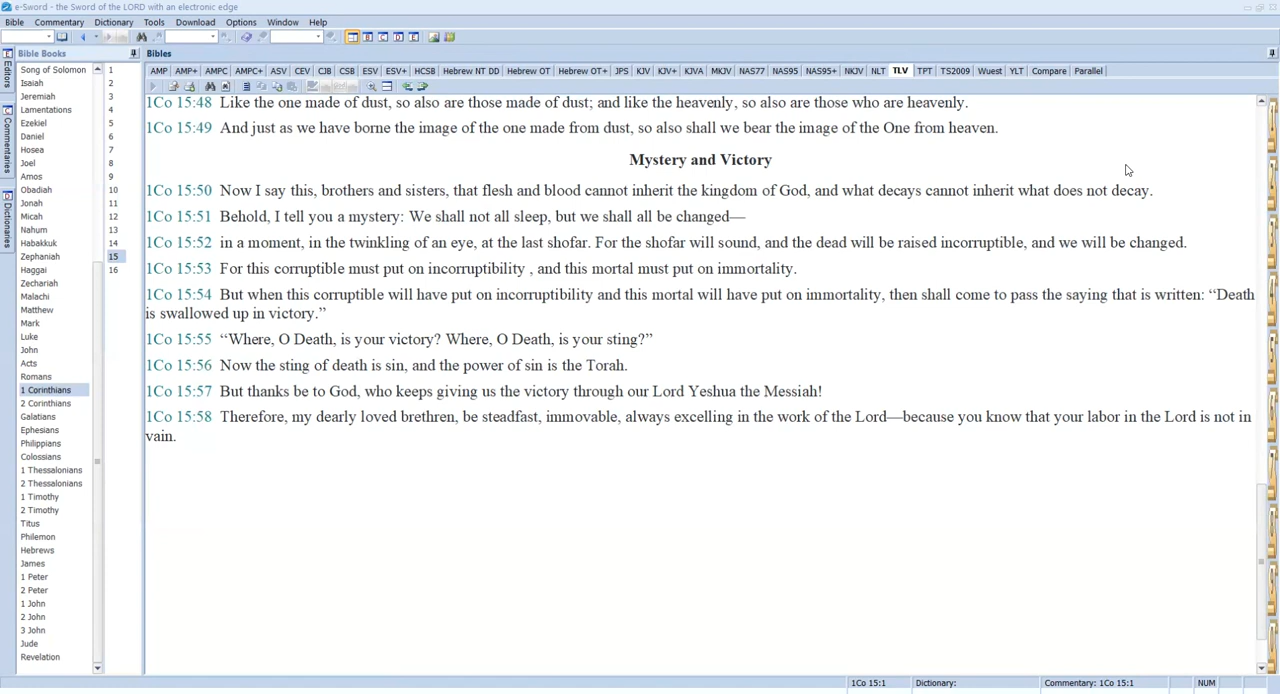 e-Sword - the Sword of the LORD with an electronic edge
Bible Commentary Dictionary Tools Download Options Window Help
B C D E
Bible Books
Bibles
Editors
Commentaries
Dictionaries
Song of Solomon
Isaiah
Jeremiah
Lamentations
Ezekiel
Daniel
Hosea
Joel
Amos
Obadiah
Jonah
Micah
Nahum
Habakkuk
Zephaniah
Haggai
Zechariah
Malachi
Matthew
Mark
Luke
John
Acts
Romans
1 Corinthians
2 Corinthians
Galatians
Ephesians
Philippians
Colossians
1 Thessalonians
2 Thessalonians
1 Timothy
2 Timothy
Titus
Philemon
Hebrews
James
1 Peter
2 Peter
1 John
2 John
3 John
Jude
Revelation
1
2
3
4
5
6
7
8
9
10
11
12
13
14
15
16
AMP AMP+ AMPC AMPC+ ASV CEV CJB CSB ESV ESV+ HCSB Hebrew NT DD Hebrew OT Hebrew OT+ JPS KJV KJV+ KJVA MKJV NAS77 NAS95 NAS95+ NKJV NLT TLV TPT TS2009 Wuest YLT Compare Parallel
1Co 15:48 Like the one made of dust, so also are those made of dust; and like the heavenly, so also are those who are heavenly.
1Co 15:49 And just as we have borne the image of the one made from dust, so also shall we bear the image of the One from heaven.
Mystery and Victory
1Co 15:50 Now I say this, brothers and sisters, that flesh and blood cannot inherit the kingdom of God, and what decays cannot inherit what does not decay.
1Co 15:51 Behold, I tell you a mystery: We shall not all sleep, but we shall all be changed—
1Co 15:52 in a moment, in the twinkling of an eye, at the last shofar. For the shofar will sound, and the dead will be raised incorruptible, and we will be changed.
1Co 15:53 For this corruptible must put on incorruptibility , and this mortal must put on immortality.
1Co 15:54 But when this corruptible will have put on incorruptibility and this mortal will have put on immortality, then shall come to pass the saying that is written: “Death
is swallowed up in victory.”
1Co 15:55 “Where, O Death, is your victory? Where, O Death, is your sting?”
1Co 15:56 Now the sting of death is sin, and the power of sin is the Torah.
1Co 15:57 But thanks be to God, who keeps giving us the victory through our Lord Yeshua the Messiah!
1Co 15:58 Therefore, my dearly loved brethren, be steadfast, immovable, always excelling in the work of the Lord—because you know that your labor in the Lord is not in
vain.
1Co 15:1 Dictionary: Commentary: 1Co 15:1 NUM